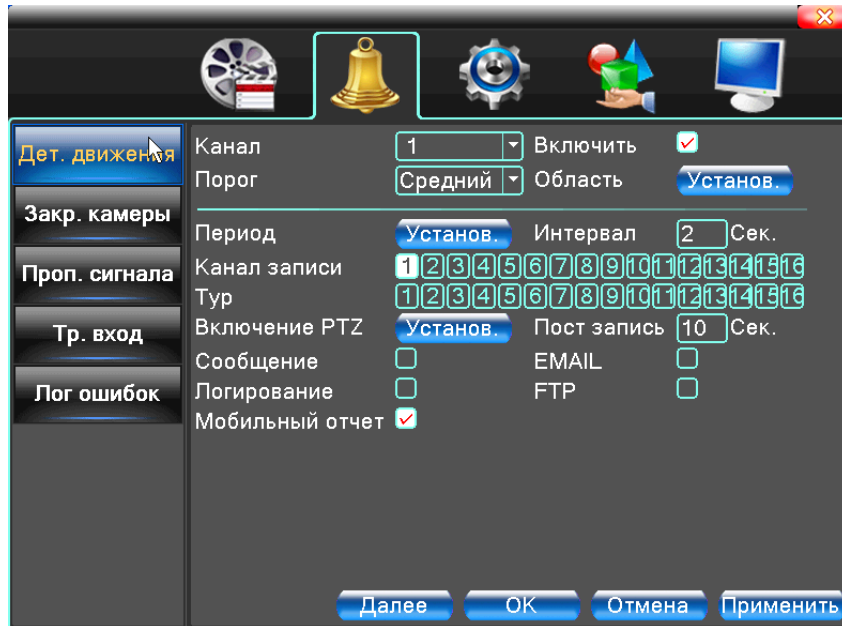 Дет. движения
Закр. камеры
Проп. сигнала
Тр. вход
Лог ошибок
Канал 1 Включить
Порог Средний Область Установ.
Период Установ. Интервал 2 Сек.
Канал записи 1 2 3 4 5 6 7 8 9 10 11 12 13 14 15 16
Тур 1 2 3 4 5 6 7 8 9 10 11 12 13 14 15 16
Включение PTZ Установ. Пост запись 10 Сек.
Сообщение EMAIL
Логирование FTP
Мобильный отчет
Далее OK Отмена Применить